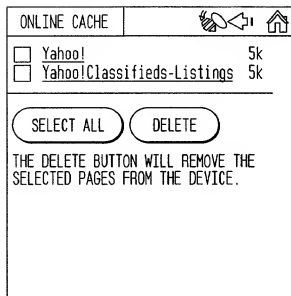 ONLINE CACHE
Yahoo! 5k
Yahoo!Classifieds-Listings 5k
SELECT ALL DELETE
THE DELETE BUTTON WILL REMOVE THE
SELECTED PAGES FROM THE DEVICE.